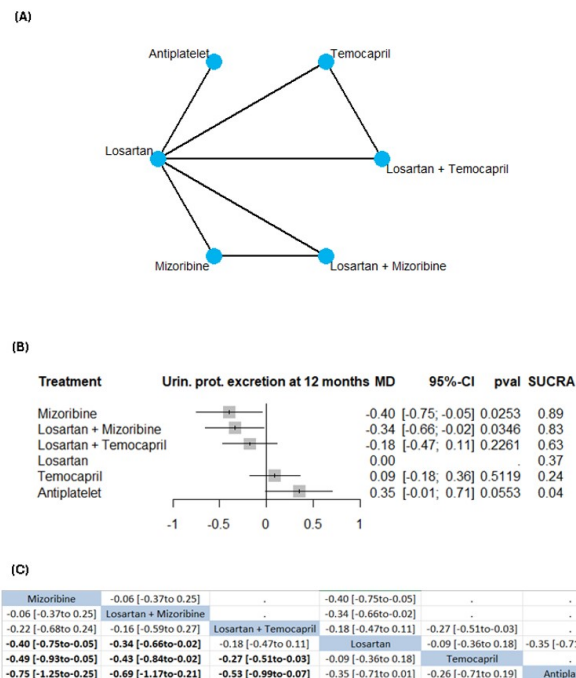 (A)
Antiplatelet
Temocapril
Losartan
Losartan + Temocapril
Mizoribine
Losartan + Mizoribine
(B)
Treatment Urin. prot. excretion at 12 months MD 95%-CI pval SUCRA
Mizoribine -0.40 [-0.75; -0.05] 0.0253 0.89
Losartan + Mizoribine -0.34 [-0.66; -0.02] 0.0346 0.83
Losartan + Temocapril -0.18 [-0.47; 0.11] 0.2261 0.63
Losartan 0.00 . 0.37
Temocapril 0.09 [-0.18; 0.36] 0.5119 0.24
Antiplatelet 0.35 [-0.01; 0.71] 0.0553 0.04
-1 -0.5 0 0.5 1
(C)
Mizoribine -0.06 [-0.37to 0.25] . -0.40 [-0.75to-0.05] . .
-0.06 [-0.37to 0.25] Losartan + Mizoribine . -0.34 [-0.66to-0.02] . .
-0.22 [-0.68to 0.24] -0.16 [-0.59to 0.27] Losartan + Temocapril -0.18 [-0.47to 0.11] -0.27 [-0.51to-0.03] .
-0.40 [-0.75to-0.05] -0.34 [-0.66to-0.02] -0.18 [-0.47to 0.11] Losartan -0.09 [-0.36to 0.18] -0.35 [-0.7
-0.49 [-0.93to-0.05] -0.43 [-0.84to-0.02] -0.27 [-0.51to-0.03] -0.09 [-0.36to 0.18] Temocapril
-0.75 [-1.25to-0.25] -0.69 [-1.17to-0.21] -0.53 [-0.99to-0.07] -0.35 [-0.71to 0.01] -0.26 [-0.71to 0.19] Antipla